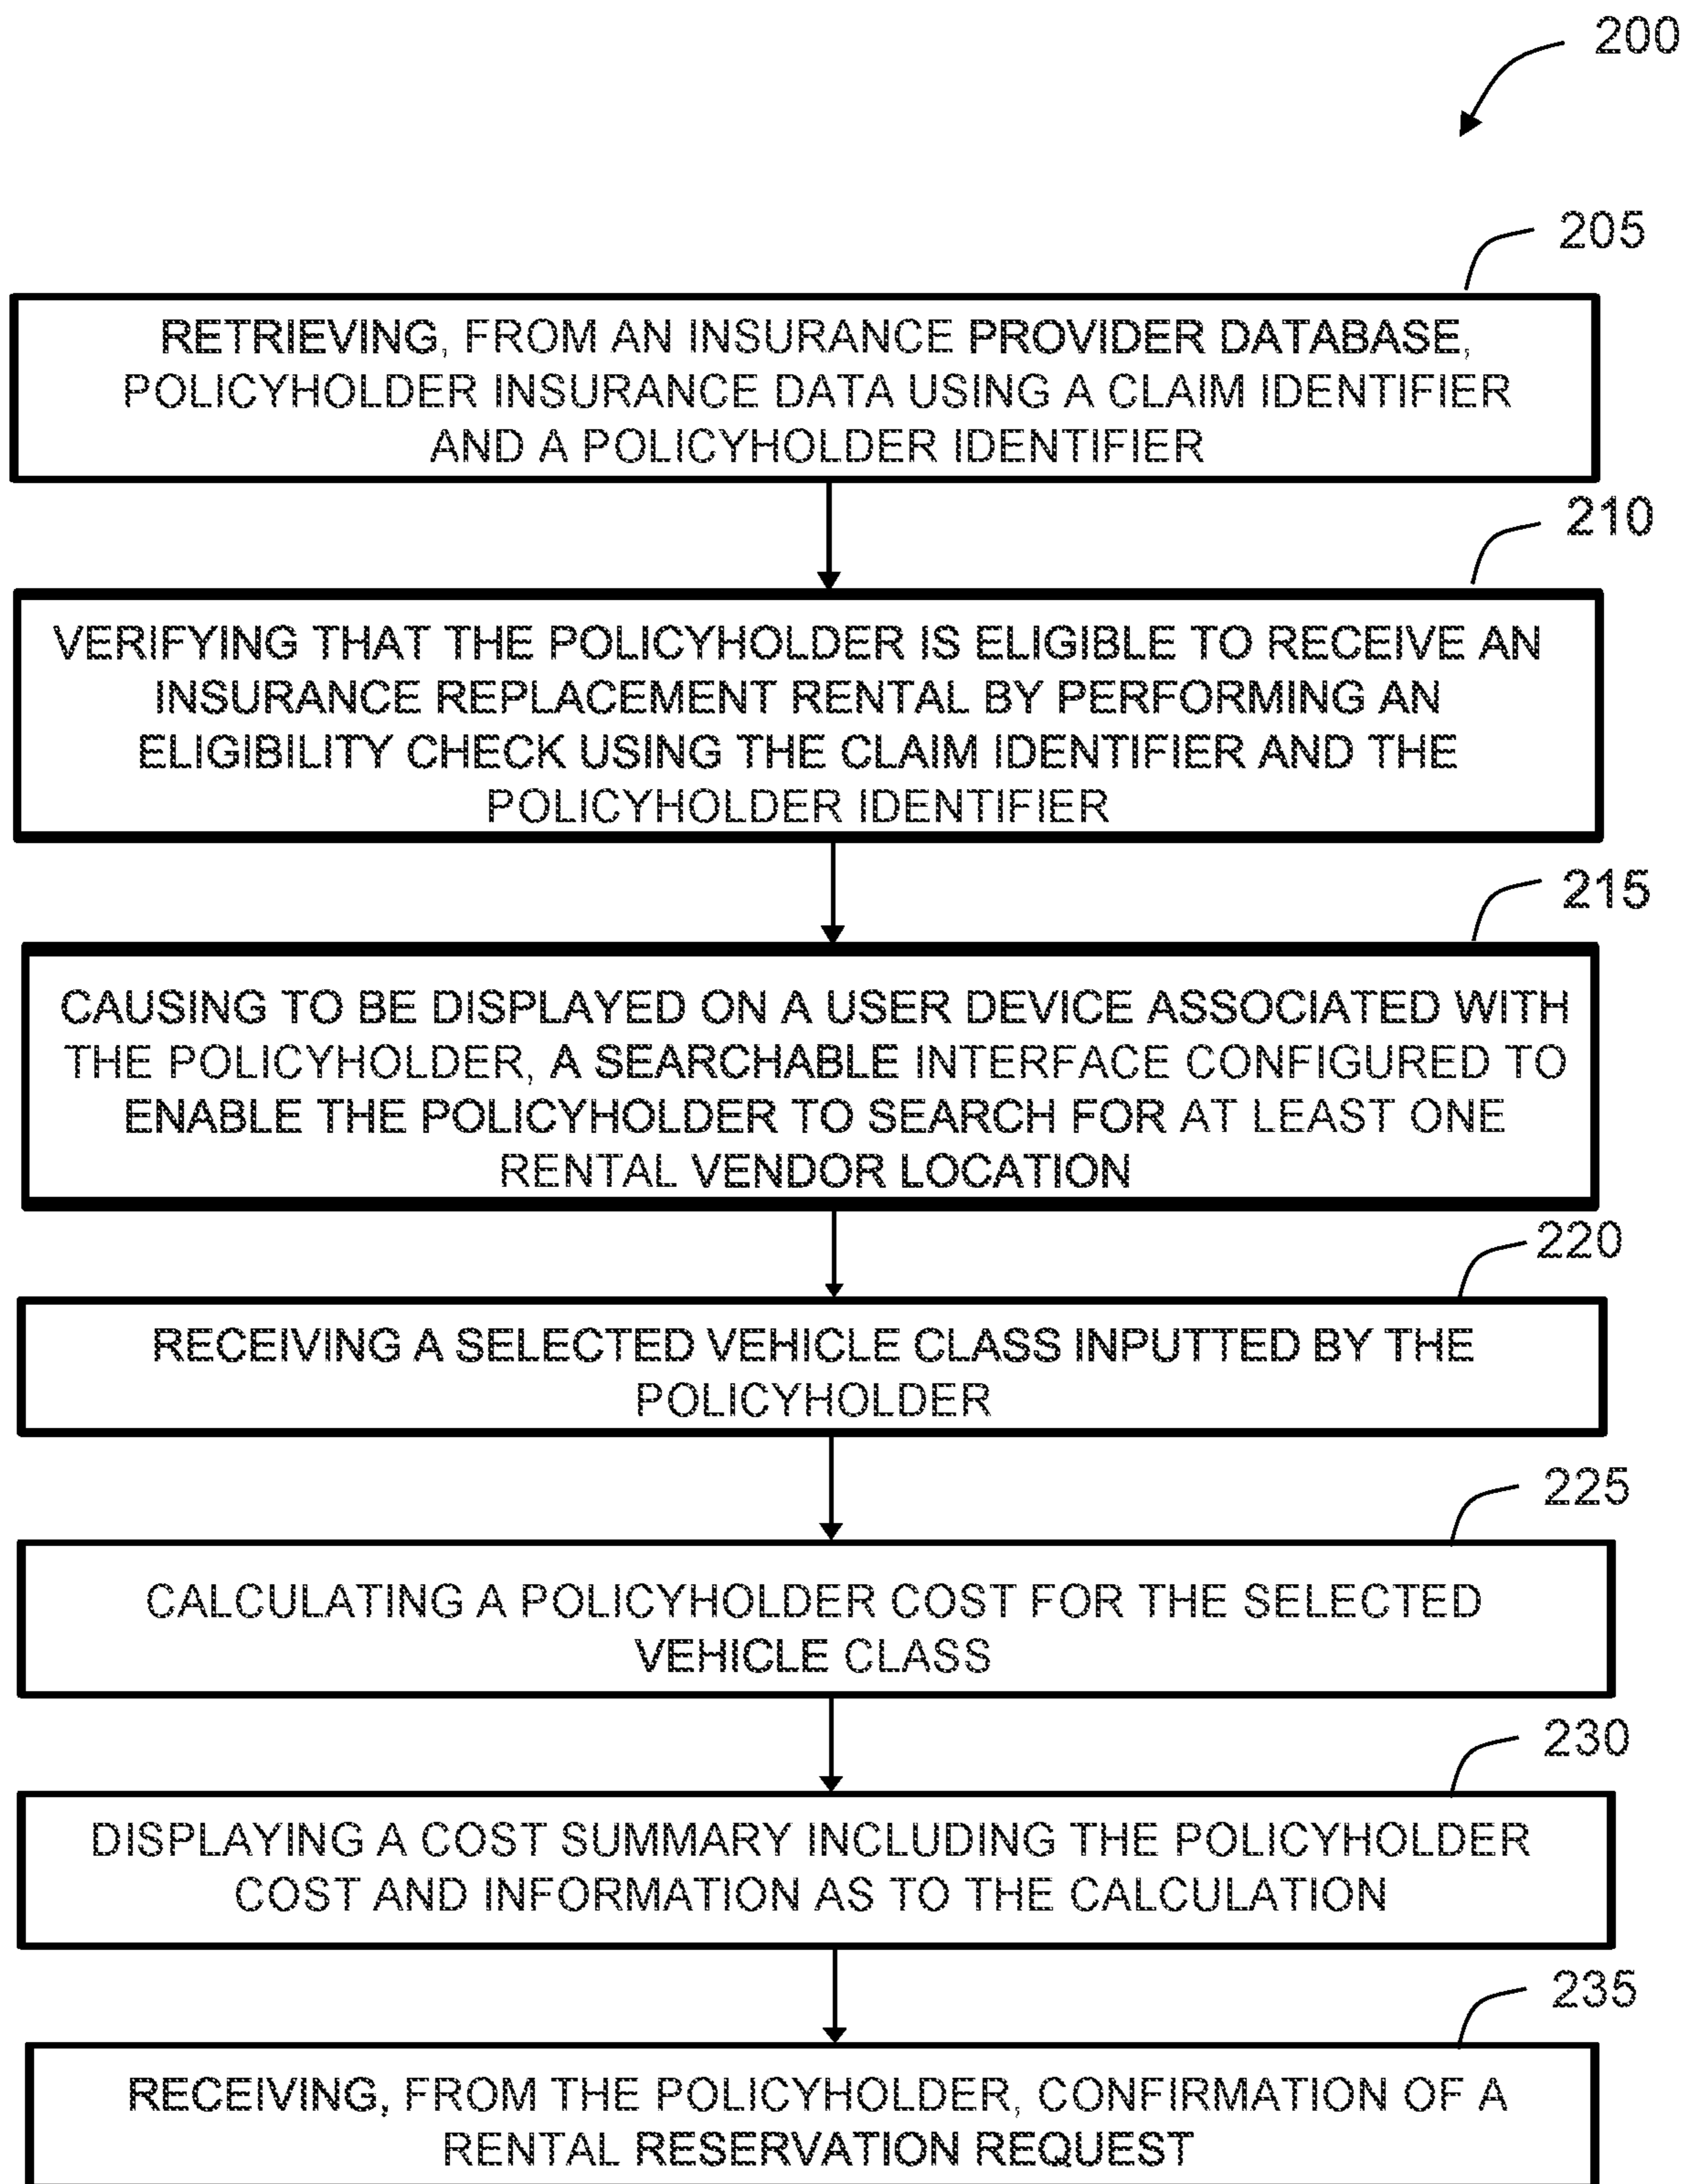 200
205
RETRIEVING, FROM AN INSURANCE PROVIDER DATABASE,
POLICYHOLDER INSURANCE DATA USING A CLAIM IDENTIFIER
AND A POLICYHOLDER IDENTIFIER
210
VERIFYING THAT THE POLICYHOLDER IS ELIGIBLE TO RECEIVE AN
INSURANCE REPLACEMENT RENTAL BY PERFORMING AN
ELIGIBILITY CHECK USING THE CLAIM IDENTIFIER AND THE
POLICYHOLDER IDENTIFIER
215
CAUSING TO BE DISPLAYED ON A USER DEVICE ASSOCIATED WITH
THE POLICYHOLDER, A SEARCHABLE INTERFACE CONFIGURED TO
ENABLE THE POLICYHOLDER TO SEARCH FOR AT LEAST ONE
RENTAL VENDOR LOCATION
220
RECEIVING A SELECTED VEHICLE CLASS INPUTTED BY THE
POLICYHOLDER
225
CALCULATING A POLICYHOLDER COST FOR THE SELECTED
VEHICLE CLASS
230
DISPLAYING A COST SUMMARY INCLUDING THE POLICYHOLDER
COST AND INFORMATION AS TO THE CALCULATION
235
RECEIVING, FROM THE POLICYHOLDER, CONFIRMATION OF A
RENTAL RESERVATION REQUEST